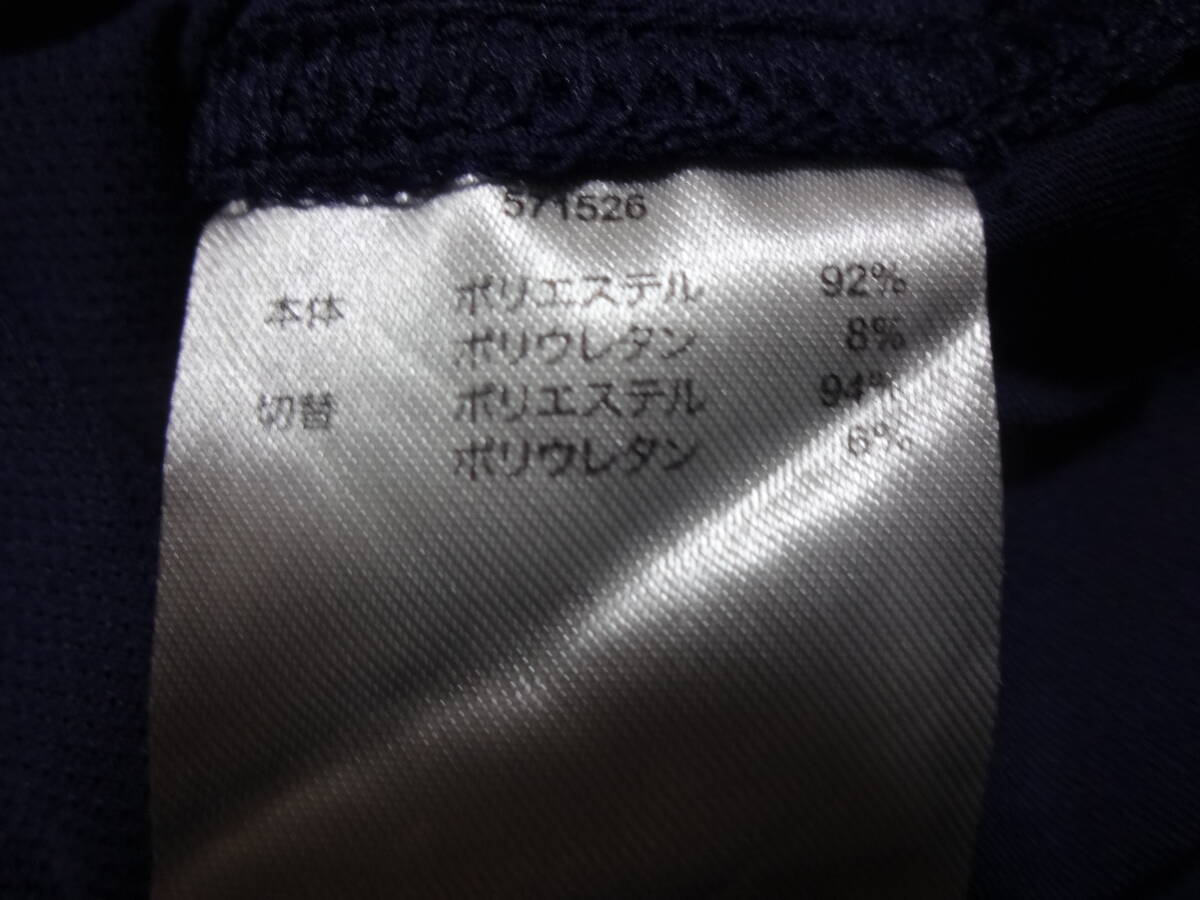 571526
本体 ポリエステル 92%
ポリウレタン 8%
切替 ポリエステル 94%
ポリウレタン 6%